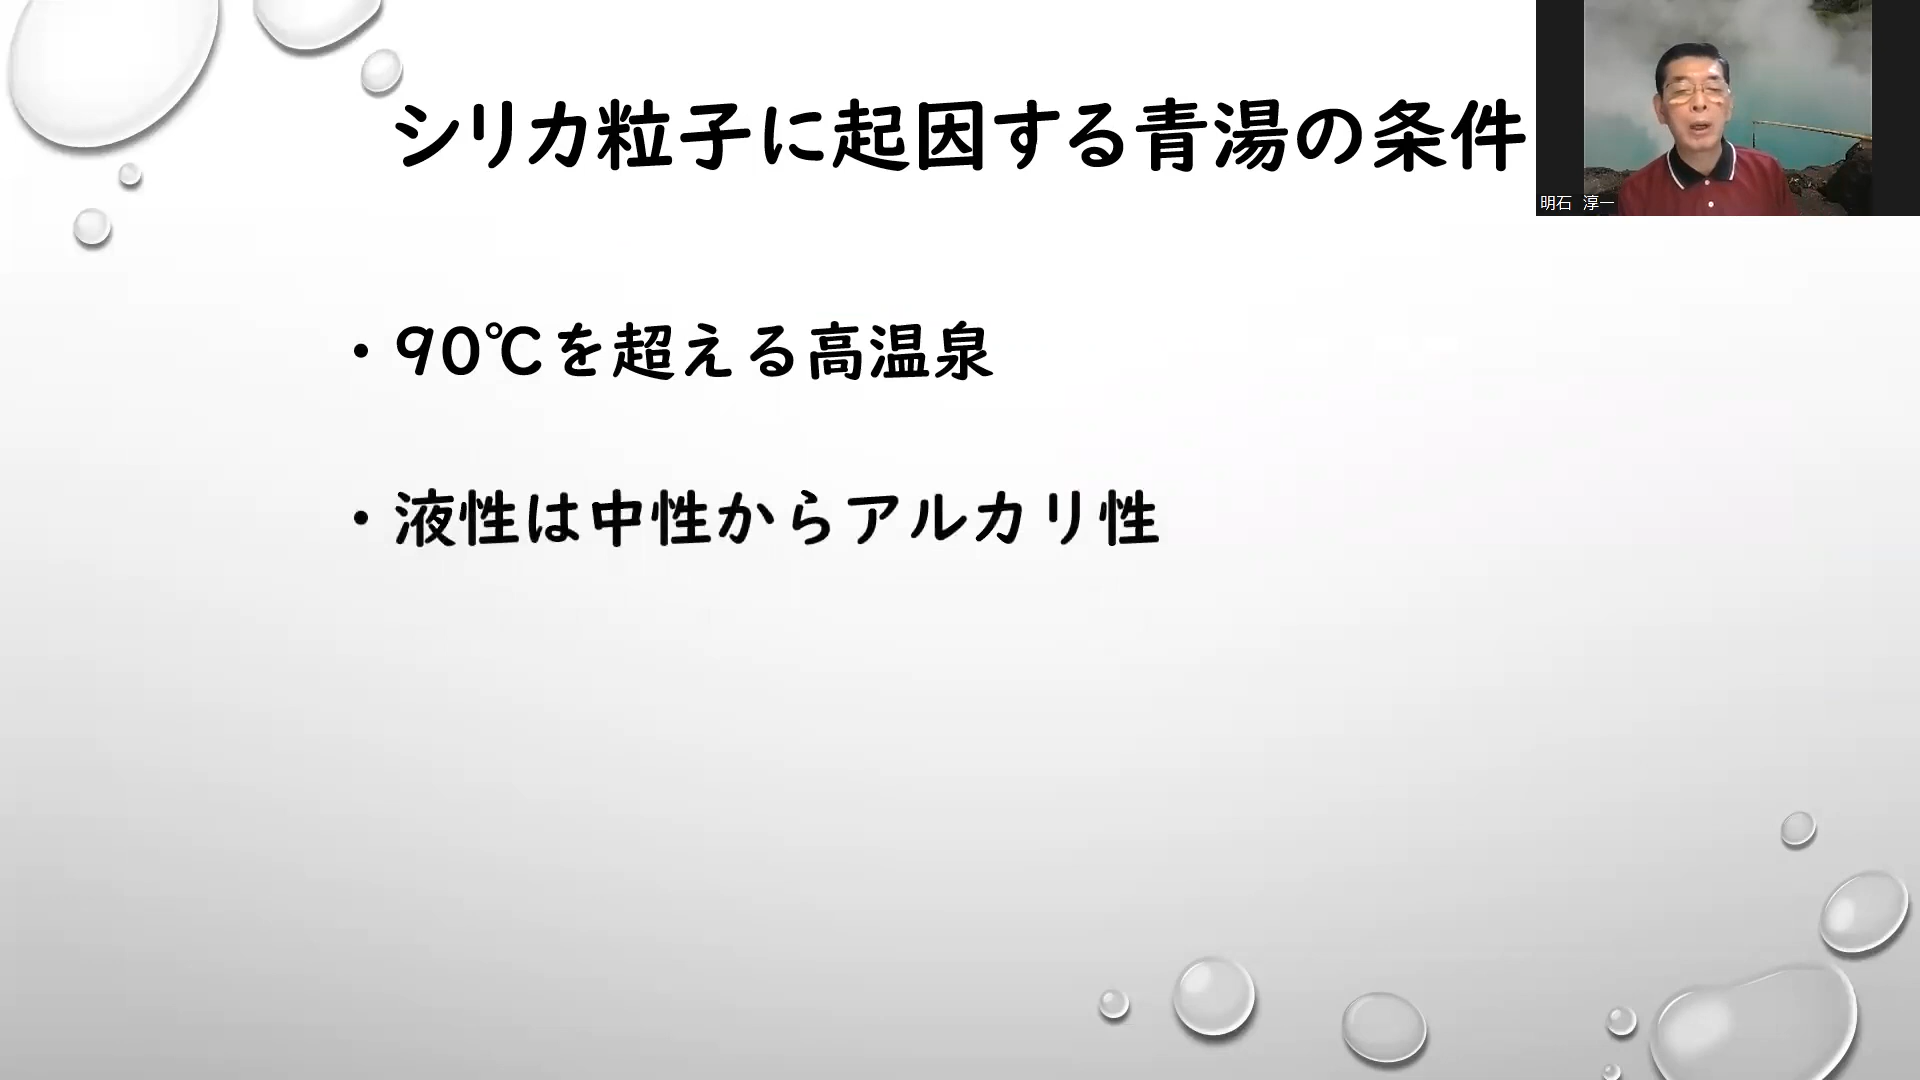 シリカ粒子に起因する青湯の条件
明石 淳一
・90℃を超える高温泉
・液性は中性からアルカリ性